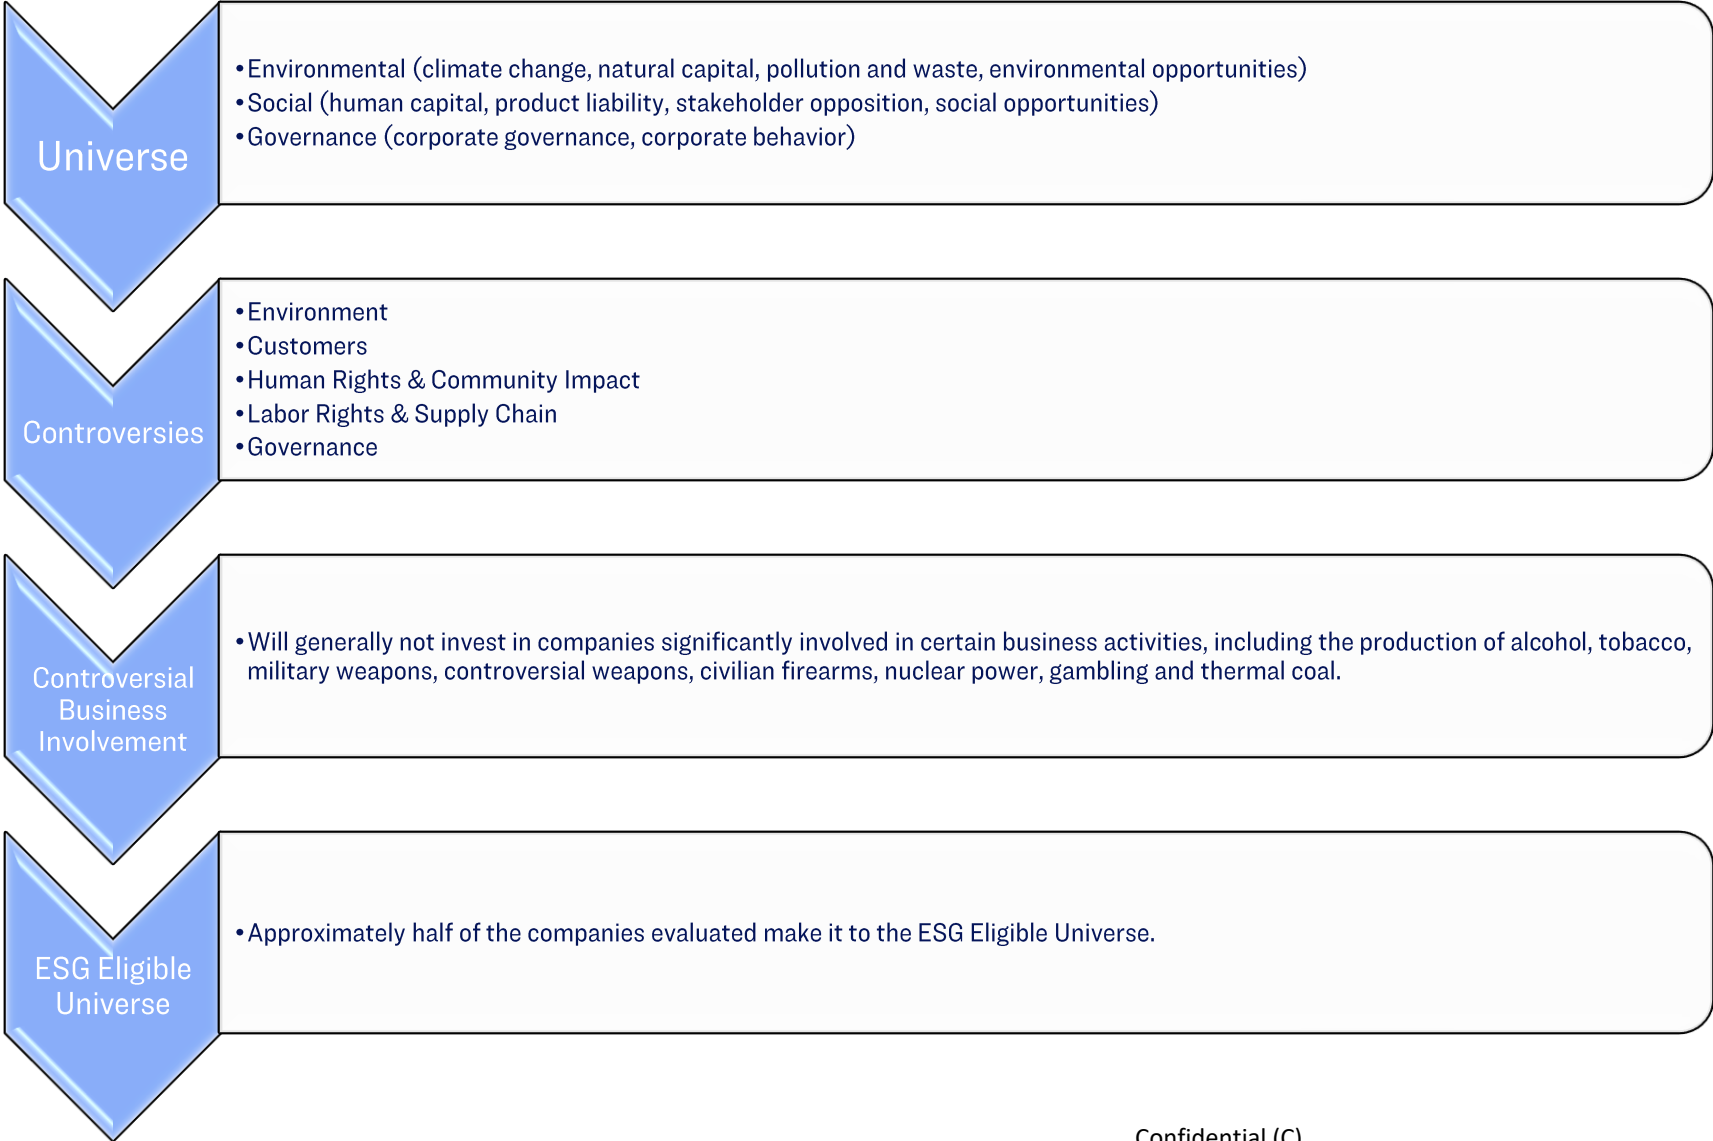 Universe
•Environmental (climate change, natural capital, pollution and waste, environmental opportunities)
•Social (human capital, product liability, stakeholder opposition, social opportunities)
•Governance (corporate governance, corporate behavior)
Controversies
•Environment
•Customers
•Human Rights & Community Impact
•Labor Rights & Supply Chain
•Governance
Controversial
Business
Involvement
•Will generally not invest in companies significantly involved in certain business activities, including the production of alcohol, tobacco,
military weapons, controversial weapons, civilian firearms, nuclear power, gambling and thermal coal.
ESG Eligible
Universe
•Approximately half of the companies evaluated make it to the ESG Eligible Universe.
Confidential (C)